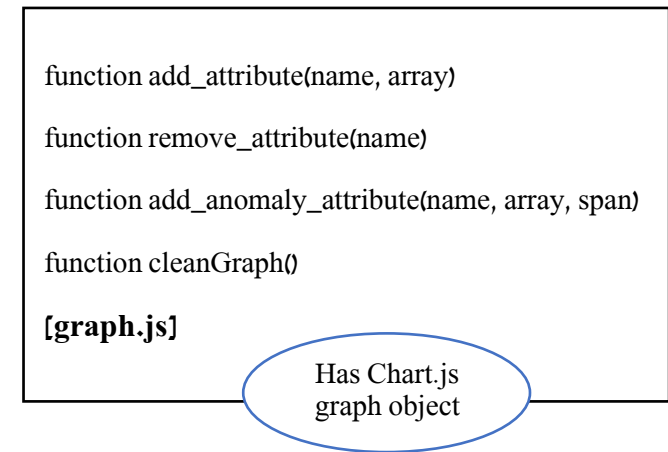 function add_attribute(name, array)
function remove_attribute(name)
function add_anomaly_attribute(name, array, span)
function cleanGraph()
[graph.js]
Has Chart.js
graph object